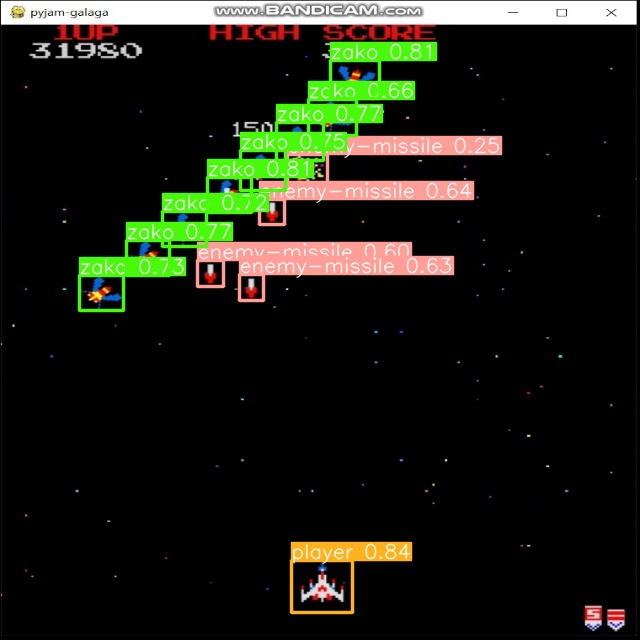 pyjam-galaga
www.BANDICAM.com
1UP HIGH SCORE
31980
zako 0.81
zako 0.66
zako 0.77
150
zako 0.75
enemy-missile 0.25
zako 0.81
enemy-missile 0.64
zako 0.72
zako 0.77
enemy-missile 0.60
zako 0.73
enemy-missile 0.63
player 0.84
5